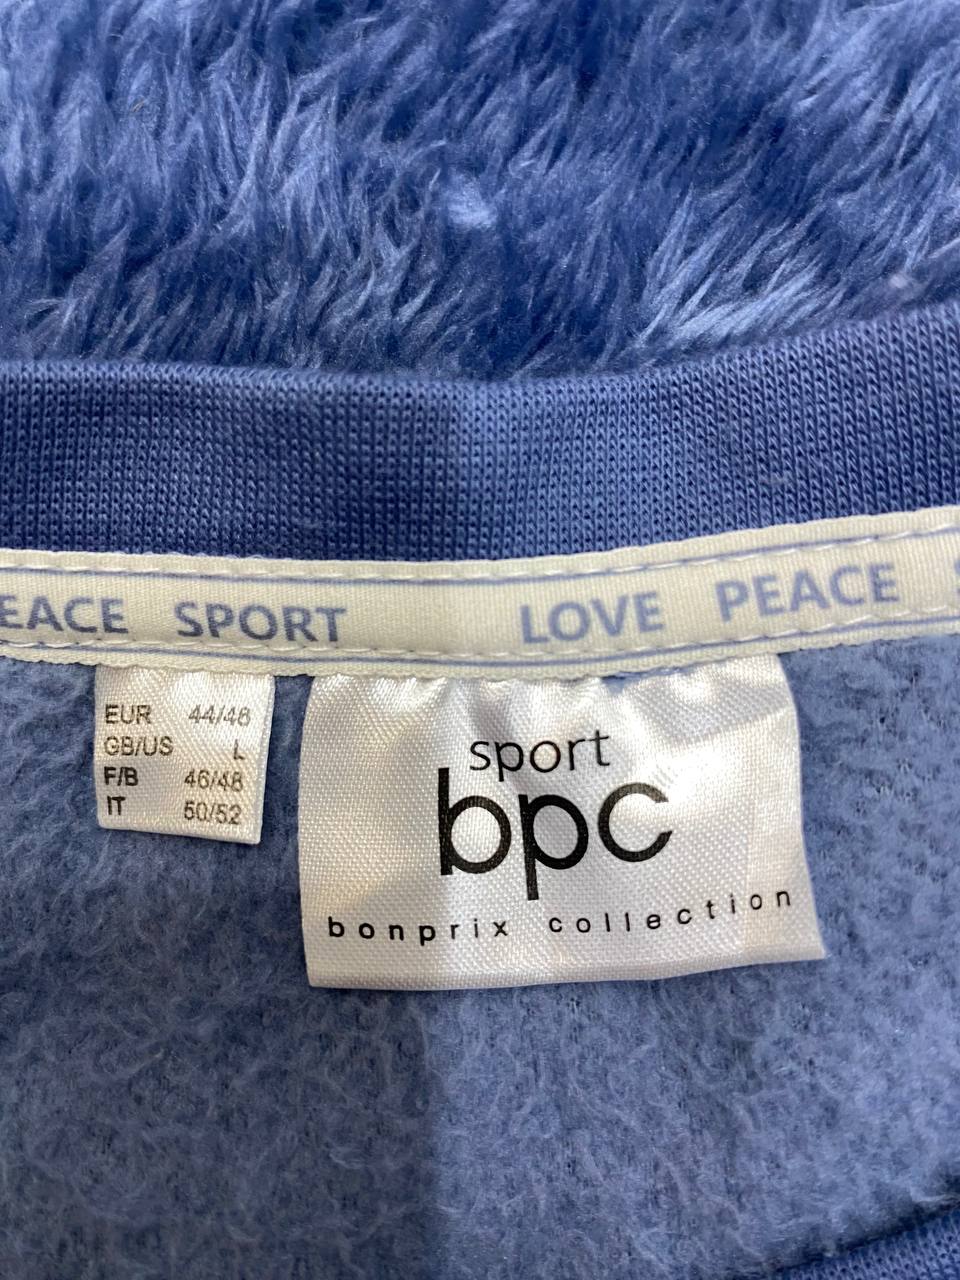 EACE SPORT LOVE PEACE
EUR 44/46
GB/US L
F/B 46/48
IT 50/52
sport
bpc
bonprix collection